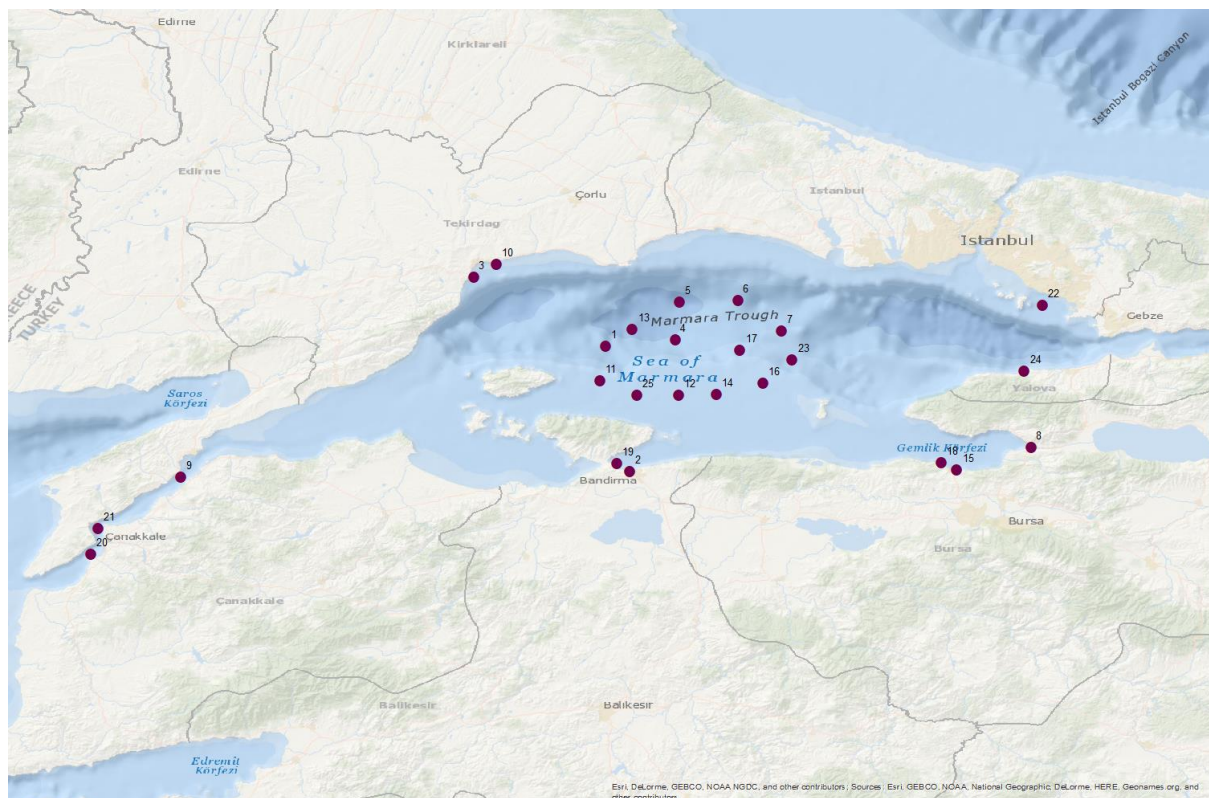 Edirne
Kirklareli
Istanbul Bogazi Canyon
Edirne
Çorlu
Istanbul
Tekirdag
Istanbul
10
3
GREECE
TURKEY
5
6
22
Marmara Trough
Gebze
13
7
4
1
17
Sea of
Marmara
23
24
11
16
Yalova
Saros
Körfezi
25
12
14
8
Gemlik Körfezi
19
2
18
15
9
Bandirma
21
Çanakkale
Bursa
20
Bursa
Çanakkale
Balikesir
Balikesir
Edremit
Körfezi
Esri, DeLorme, GEBCO, NOAA NGDC, and other contributors; Sources: Esri, GEBCO, NOAA, National Geographic, DeLorme, HERE, Geonames.org, and
other contributors